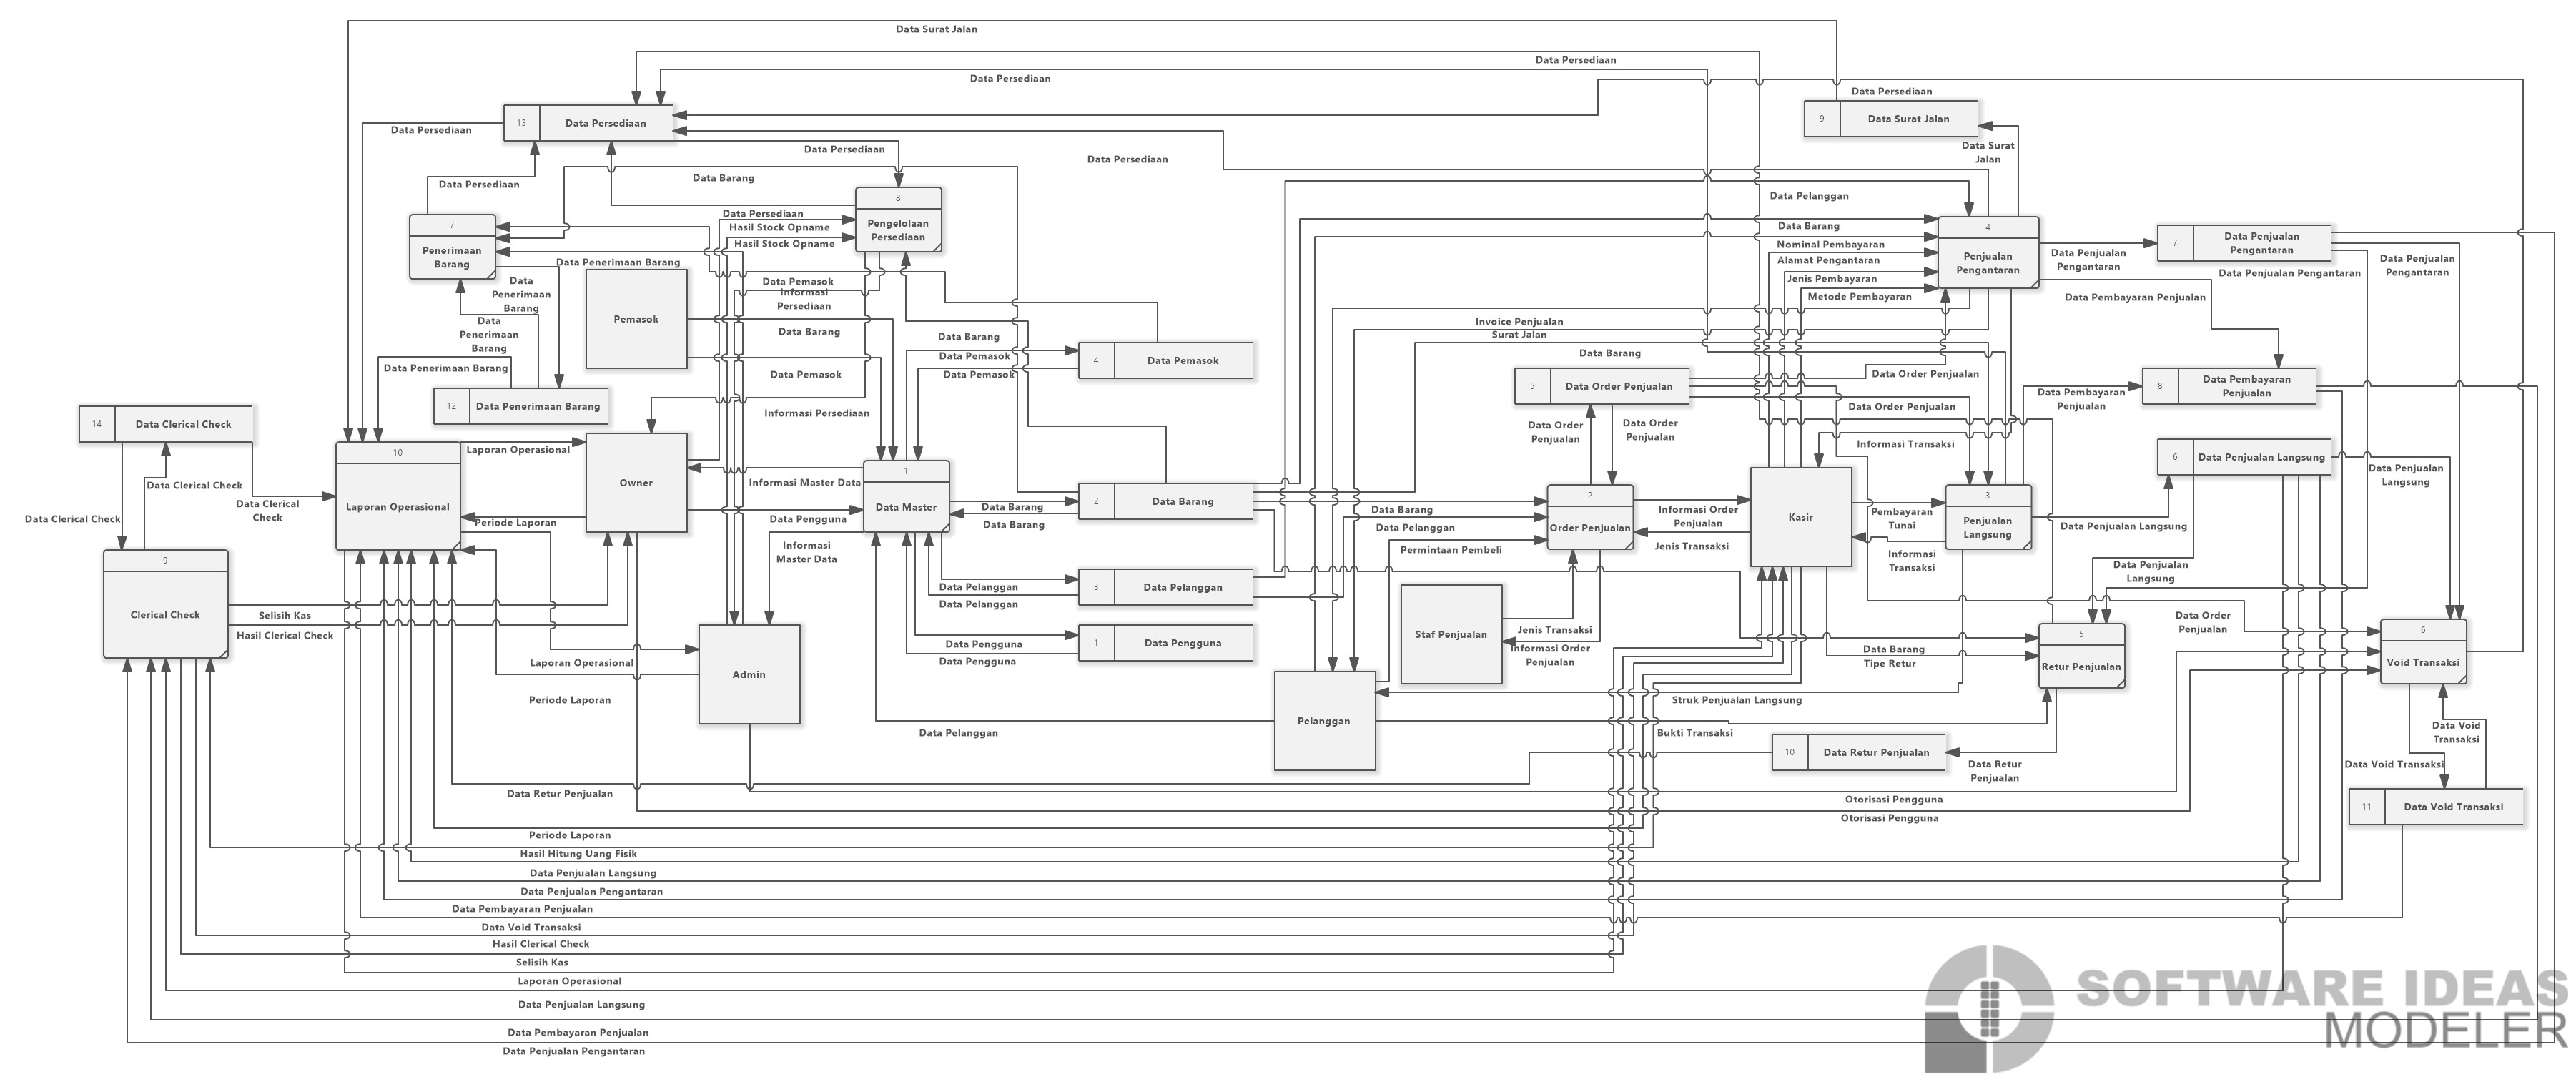 Data Surat Jalan
Data Persediaan
Data Persediaan
Data Persediaan
13
Data Persediaan
Data Persediaan
9
Data Surat Jalan
Data Persediaan
Data Persediaan
Data Surat
Jalan
Data Barang
Data Persediaan
Data Pelanggan
8
Pengelolaan
Persediaan
Data Persediaan
Hasil Stock Opname
Hasil Stock Opname
7
Penerimaan
Barang
Data Barang
Nominal Pembayaran
Alamat Pengantaran
Jenis Pembayaran
Metode Pembayaran
4
Penjualan
Pengantaran
Data Penjualan
Pengantaran
7
Data Penjualan
Pengantaran
Data Penjualan
Pengantaran
Data Penjualan Pengantaran
Data Penerimaan Barang
Data Pemasok
Informasi
Persediaan
Data
Penerimaan
Barang
Data
Penerimaan
Barang
Pemasok
Data Barang
Data Pemasok
Data Pembayaran Penjualan
Invoice Penjualan
Surat Jalan
Data Barang
Data Barang
Data Pemasok
Data Pemasok
4
Data Pemasok
Data Penerimaan Barang
12
Data Penerimaan Barang
5
Data Order Penjualan
Data Order Penjualan
Data Order Penjualan
Data Pembayaran
Penjualan
8
Data Pembayaran
Penjualan
Informasi Persediaan
14
Data Clerical Check
Data Order
Penjualan
Data Order
Penjualan
Informasi Transaksi
10
Laporan Operasional
Laporan Operasional
Owner
Informasi Master Data
1
Data Master
Data Pengguna
6
Data Penjualan Langsung
Data Penjualan
Langsung
Data Clerical Check
Data Clerical
Check
Data Clerical Check
Periode Laporan
Data Barang
Data Barang
2
Data Barang
Data Barang
Data Pelanggan
Permintaan Pembeli
2
Order Penjualan
Informasi Order
Penjualan
Jenis Transaksi
Kasir
Pembayaran
Tunai
Informasi
Transaksi
3
Penjualan
Langsung
Data Penjualan Langsung
Informasi
Master Data
9
Clerical Check
Selisih Kas
Hasil Clerical Check
Data Pelanggan
Data Pelanggan
3
Data Pelanggan
Data Pengguna
Data Pengguna
1
Data Pengguna
Data Penjualan
Langsung
Staf Penjualan
Jenis Transaksi
Informasi Order
Penjualan
Data Order
Penjualan
Data Barang
Tipe Retur
5
Retur Penjualan
6
Void Transaksi
Laporan Operasional
Periode Laporan
Admin
Pelanggan
Struk Penjualan Langsung
Bukti Transaksi
Data Pelanggan
10
Data Retur Penjualan
Data Retur
Penjualan
Data Void
Transaksi
Data Void Transaksi
Data Retur Penjualan
Otorisasi Pengguna
Otorisasi Pengguna
11
Data Void Transaksi
Periode Laporan
Hasil Hitung Uang Fisik
Data Penjualan Langsung
Data Penjualan Pengantaran
Data Pembayaran Penjualan
Data Void Transaksi
Hasil Clerical Check
Selisih Kas
Laporan Operasional
Data Penjualan Langsung
Data Pembayaran Penjualan
Data Penjualan Pengantaran
SOFTWARE IDEAS
MODELER